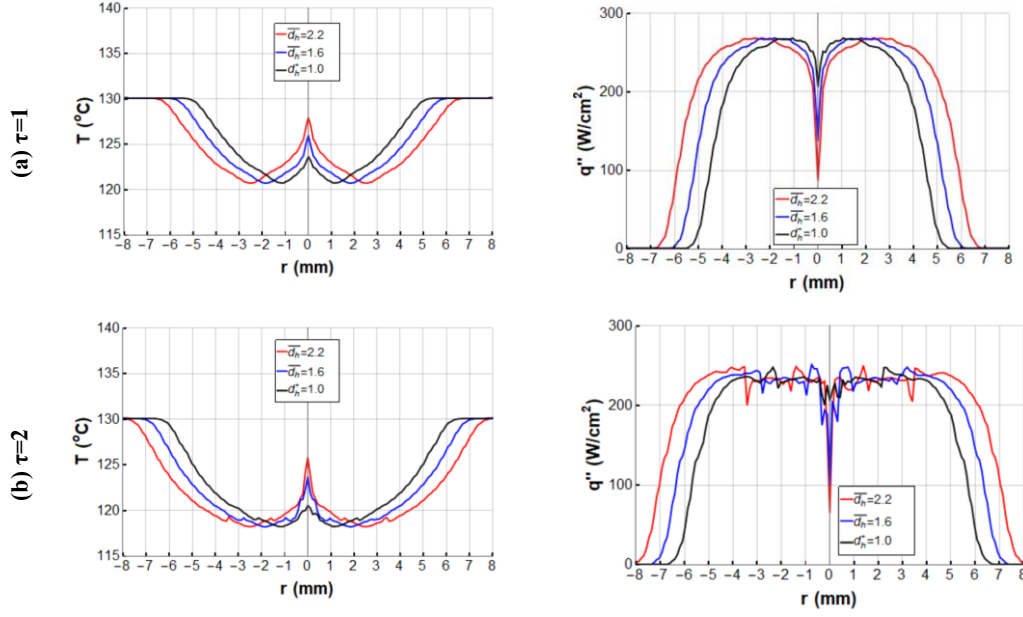 (a) τ=1
T (°C)
140
135
130
125
120
115
−8 −7 −6 −5 −4 −3 −2 −1 0 1 2 3 4 5 6 7 8
r (mm)
d̅ₕ=2.2
d̅ₕ=1.6
d*ₕ=1.0
q" (W/cm²)
300
200
100
0
−8 −7 −6 −5 −4 −3 −2 −1 0 1 2 3 4 5 6 7 8
r (mm)
d̅ₕ=2.2
d̅ₕ=1.6
d*ₕ=1.0
(b) τ=2
T (°C)
140
135
130
125
120
115
−8 −7 −6 −5 −4 −3 −2 −1 0 1 2 3 4 5 6 7 8
r (mm)
d̅ₕ=2.2
d̅ₕ=1.6
d*ₕ=1.0
q" (W/cm²)
300
200
100
0
−8 −7 −6 −5 −4 −3 −2 −1 0 1 2 3 4 5 6 7 8
r (mm)
d̅ₕ=2.2
d̅ₕ=1.6
d*ₕ=1.0